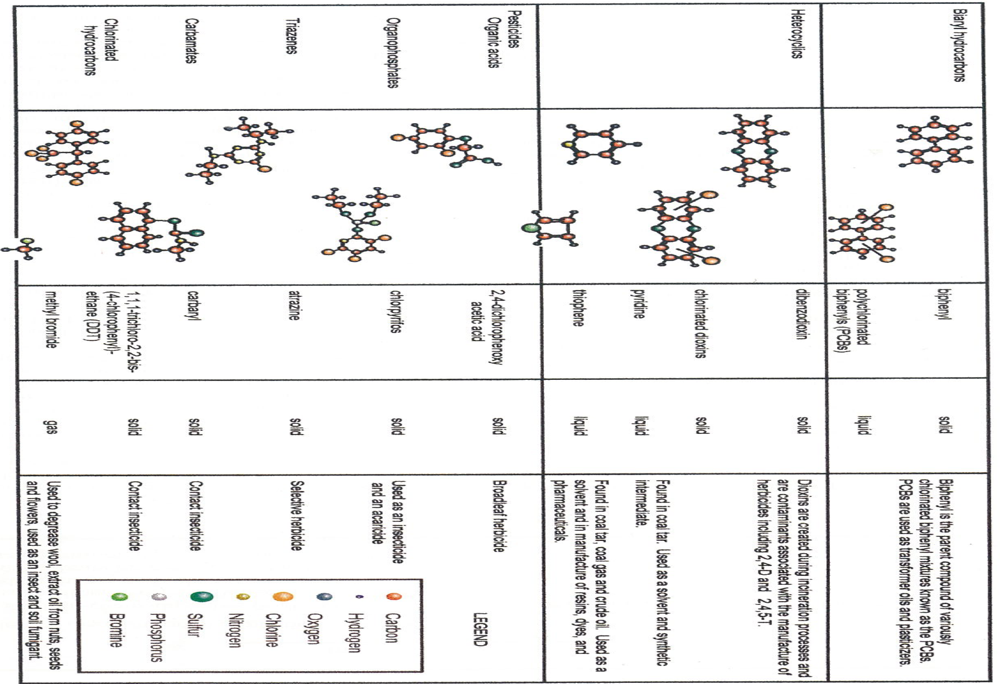 Biaryl hydrocarbons
biphenyl
solid
Biphenyl is the parent compound of variously
chlorinated biphenyl mixtures known as the PCBs.
PCBs are used as transformer oils and plasticizers.
polychlorinated
biphenyls (PCBs)
liquid
Heterocyclics
dibenzodioxin
solid
Dioxins are created during incineration processes and
are contaminants associated with the manufacture of
herbicides including 2,4-D and 2,4,5-T.
chlorinated dioxins
solid
pyridine
liquid
Found in coal tar. Used as a solvent and synthetic
intermediate.
thiophene
liquid
Found in coal tar, coal gas and crude oil. Used as a
solvent and in manufacture of resins, dyes, and
pharmaceuticals.
Pesticides
Organic acids
2,4-dichlorophenoxy
acetic acid
solid
Broadleaf herbicide
Organophosphates
chlorpyrifos
solid
Used as an insecticide
and an acaricide
Triazenes
atrazine
solid
Selective herbicide
Carbamates
carbaryl
solid
Contact insecticide
Chlorinated
hydrocarbons
1,1,1-trichloro-2,2-bis-
(4-chlorophenyl)-
ethane (DDT)
solid
Contact insecticide
methyl bromide
gas
Used to degrease wool, extract oil from nuts, seeds
and flowers, used as an insect and soil fumigant.
LEGEND
Carbon
Hydrogen
Oxygen
Chlorine
Nitrogen
Sulfur
Phosphorus
Bromine